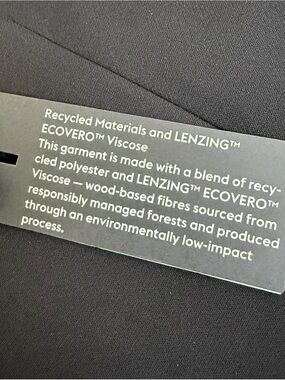 Recycled Materials and LENZING™
ECOVERO™ Viscose
This garment is made with a blend of recy-
cled polyester and LENZING™ ECOVERO™
Viscose — wood-based fibres sourced from
responsibly managed forests and produced
through an environmentally low-impact
process.